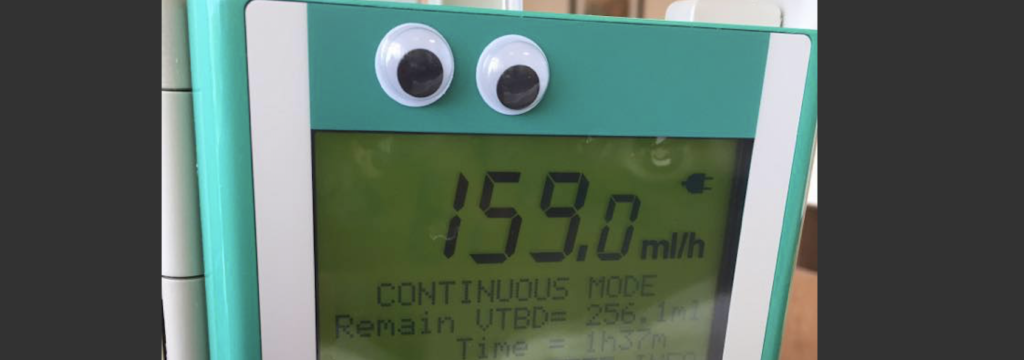 159.0 ml/h
CONTINUOUS MODE
Remain VTBD= 256.1ml
Time = 1h37m